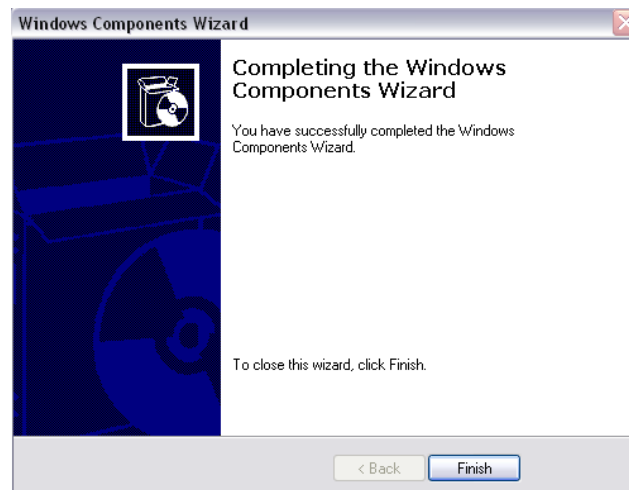 Windows Components Wizard
Completing the Windows
Components Wizard
You have successfully completed the Windows
Components Wizard.
To close this wizard, click Finish.
< Back Finish